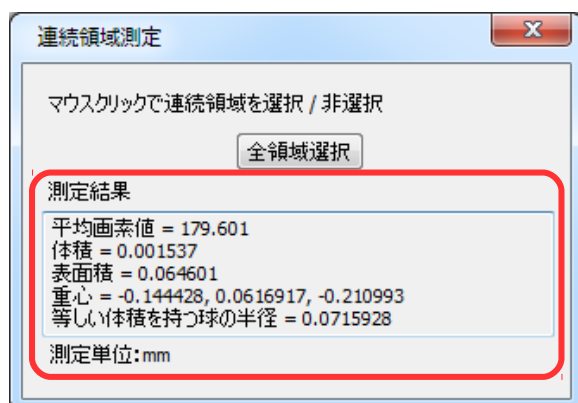 連続領域測定
マウスクリックで連続領域を選択 / 非選択
全領域選択
測定結果
平均画素値 = 179.601
体積 = 0.001537
表面積 = 0.064601
重心 = -0.144428, 0.0616917, -0.210993
等しい体積を持つ球の半径 = 0.0715928
測定単位:mm